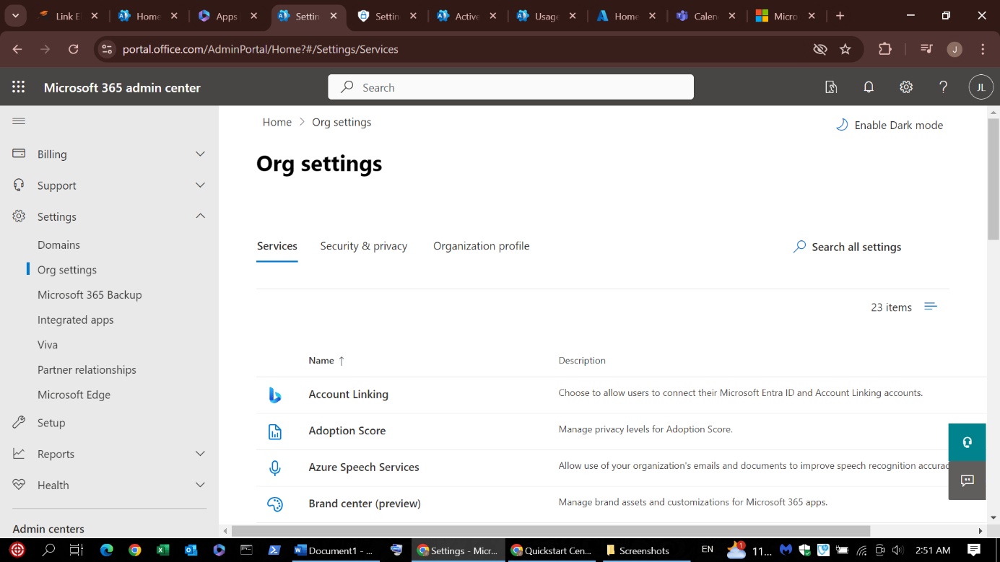 Link E
Home
Apps
Settin
Settin
Active
Usage
Home
Calen
Micro
portal.office.com/AdminPortal/Home?#/Settings/Services
J
Microsoft 365 admin center
Search
JL
Home > Org settings
Enable Dark mode
Billing
Org settings
Support
Settings
Domains
Services
Security & privacy
Organization profile
Search all settings
Org settings
Microsoft 365 Backup
23 items
Integrated apps
Viva
Name ↑
Description
Partner relationships
Microsoft Edge
Account Linking
Choose to allow users to connect their Microsoft Entra ID and Account Linking accounts.
Setup
Adoption Score
Manage privacy levels for Adoption Score.
Reports
Azure Speech Services
Allow use of your organization's emails and documents to improve speech recognition accurac
Health
Brand center (preview)
Manage brand assets and customizations for Microsoft 365 apps.
Admin centers
Document1 - ...
Settings - Micr...
Quickstart Cen...
Screenshots
EN
1
11...
2:51 AM